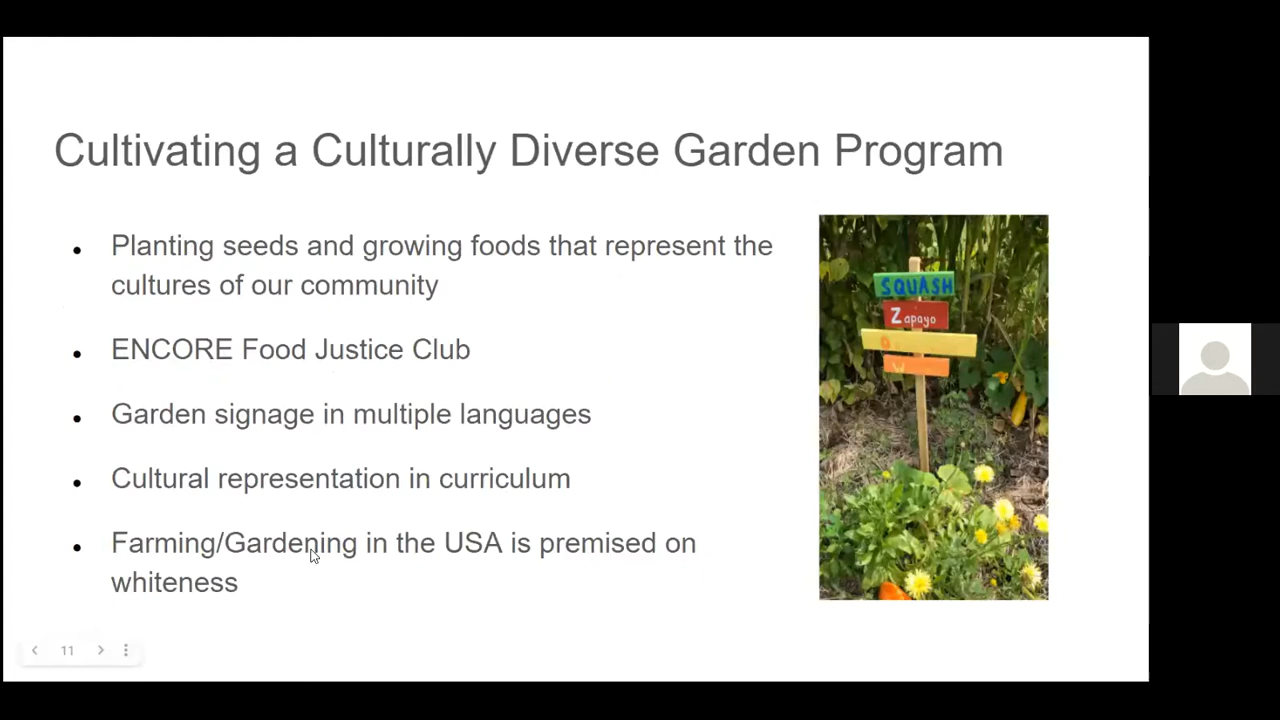 Cultivating a Culturally Diverse Garden Program
Planting seeds and growing foods that represent the
cultures of our community
ENCORE Food Justice Club
Garden signage in multiple languages
Cultural representation in curriculum
Farming/Gardening in the USA is premised on
whiteness
SQUASH
Zapayo
11